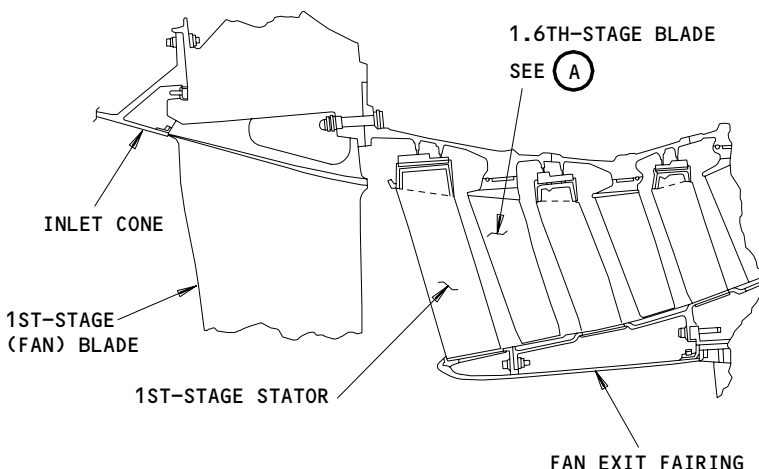 1.6TH-STAGE BLADE
SEE A
INLET CONE
1ST-STAGE
(FAN) BLADE
1ST-STAGE STATOR
FAN EXIT FAIRING